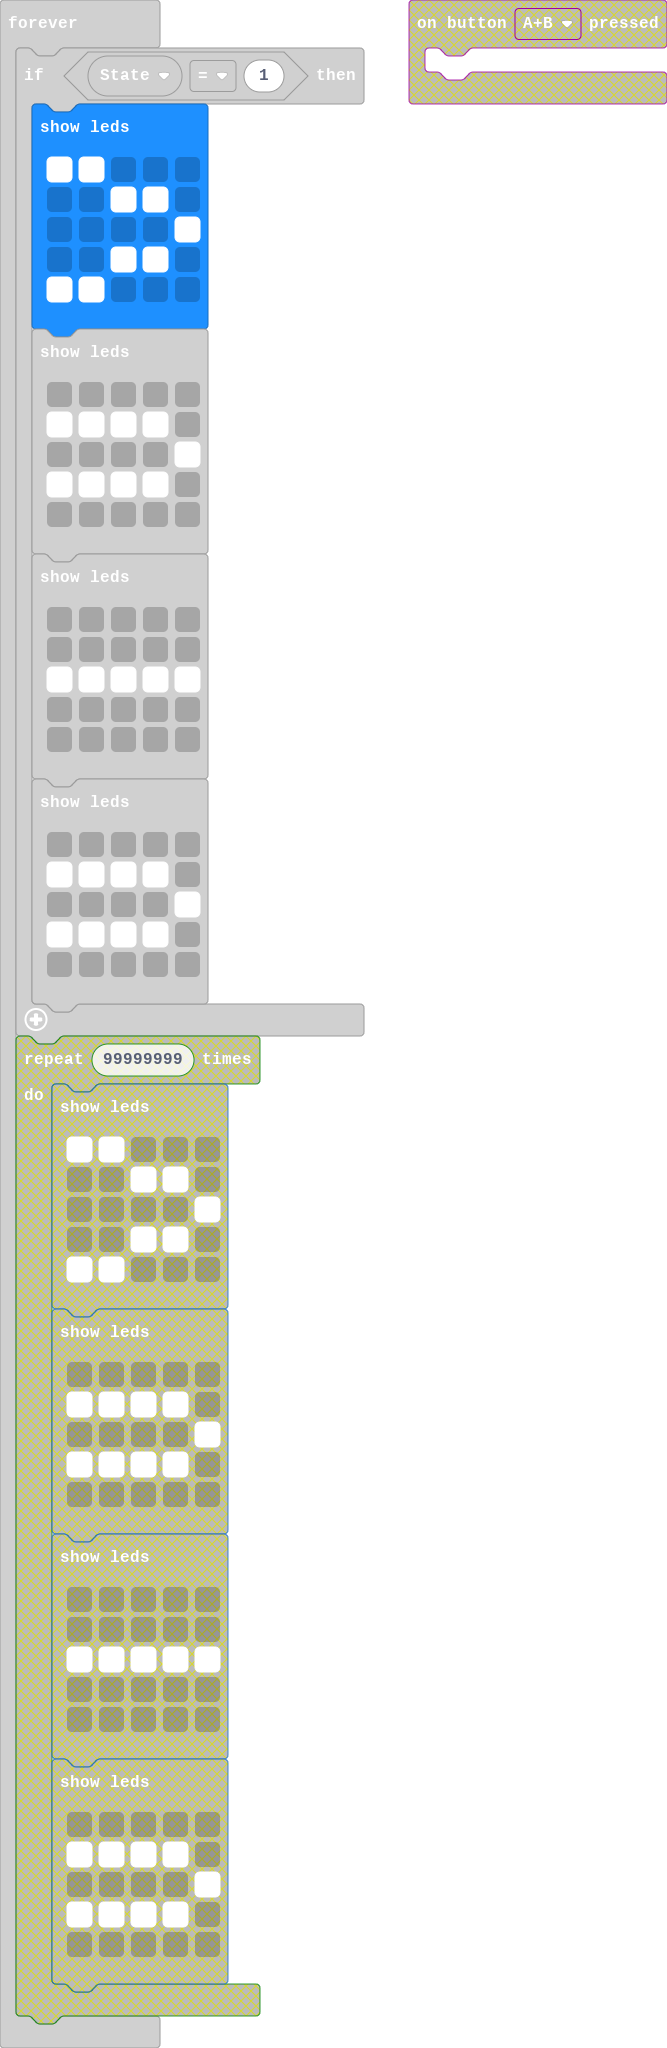 forever
on button A+B pressed
if State = 1 then
show leds
show leds
show leds
show leds
repeat 99999999 times
do
show leds
show leds
show leds
show leds